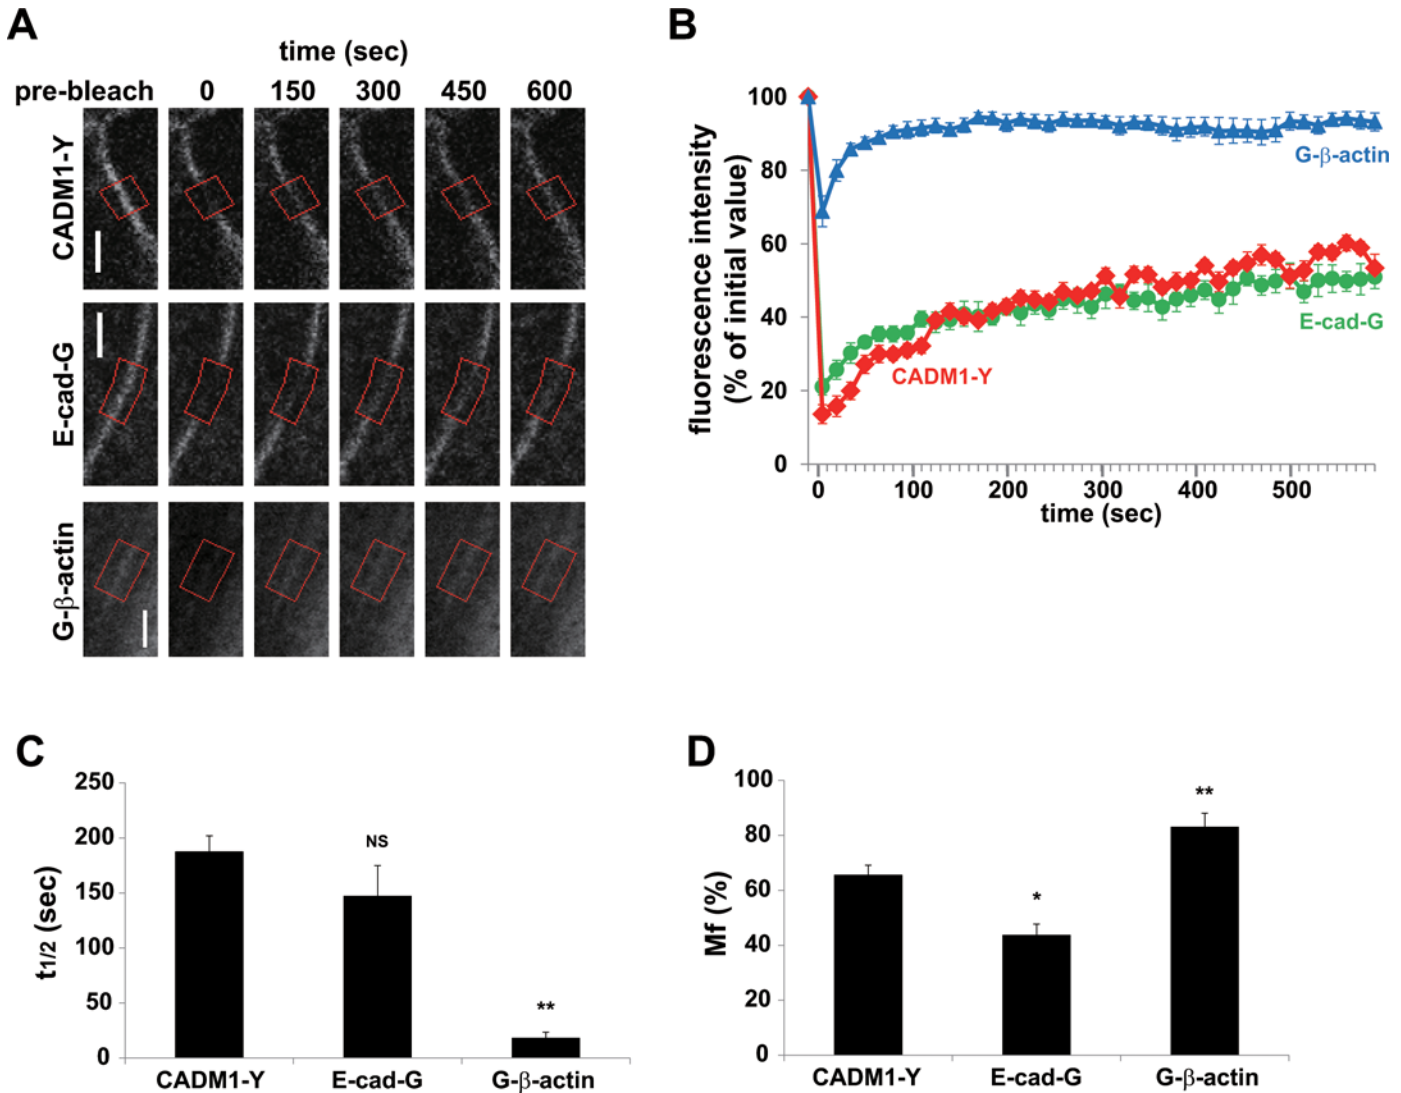 A
time (sec)
pre-bleach 0 150 300 450 600
CADM1-Y
E-cad-G
G-β-actin
B
fluorescence intensity
(% of initial value)
100
80
60
40
20
0
G-β-actin
E-cad-G
CADM1-Y
0 100 200 300 400 500
time (sec)
C
t1/2 (sec)
250
200
150
100
50
0
NS
**
CADM1-Y E-cad-G G-β-actin
D
Mf (%)
100
80
60
40
20
0
*
**
CADM1-Y E-cad-G G-β-actin